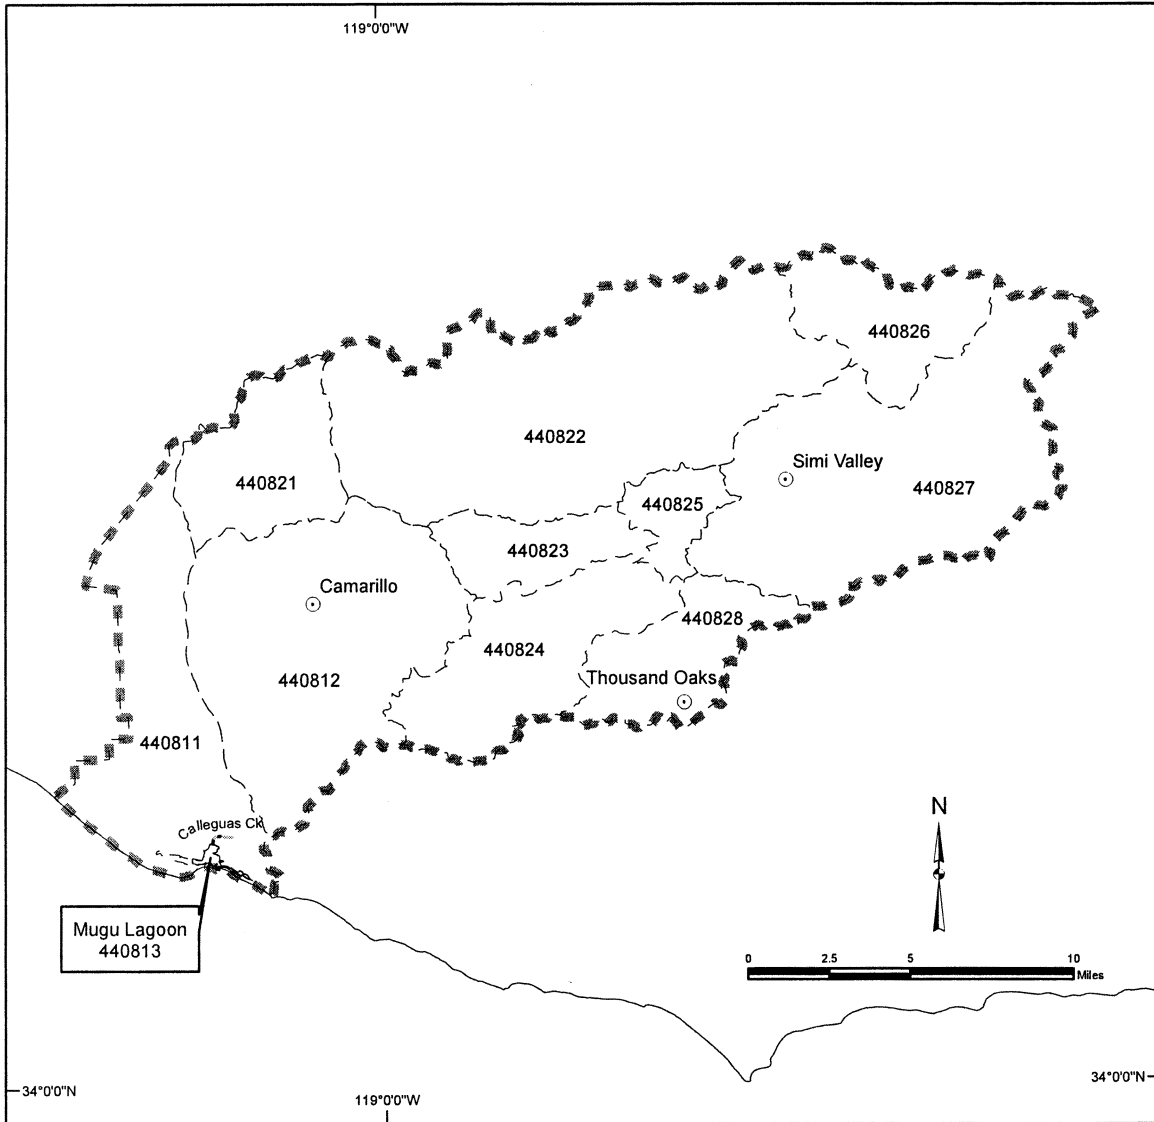 119°0'0"W
440826
440822
Simi Valley
440821
440827
440825
440823
Camarillo
440828
440824
Thousand Oaks
440812
440811
Calleguas Ck
N
Mugu Lagoon
440813
0 2.5 5 10
Miles
34°0'0"N
34°0'0"N
119°0'0"W